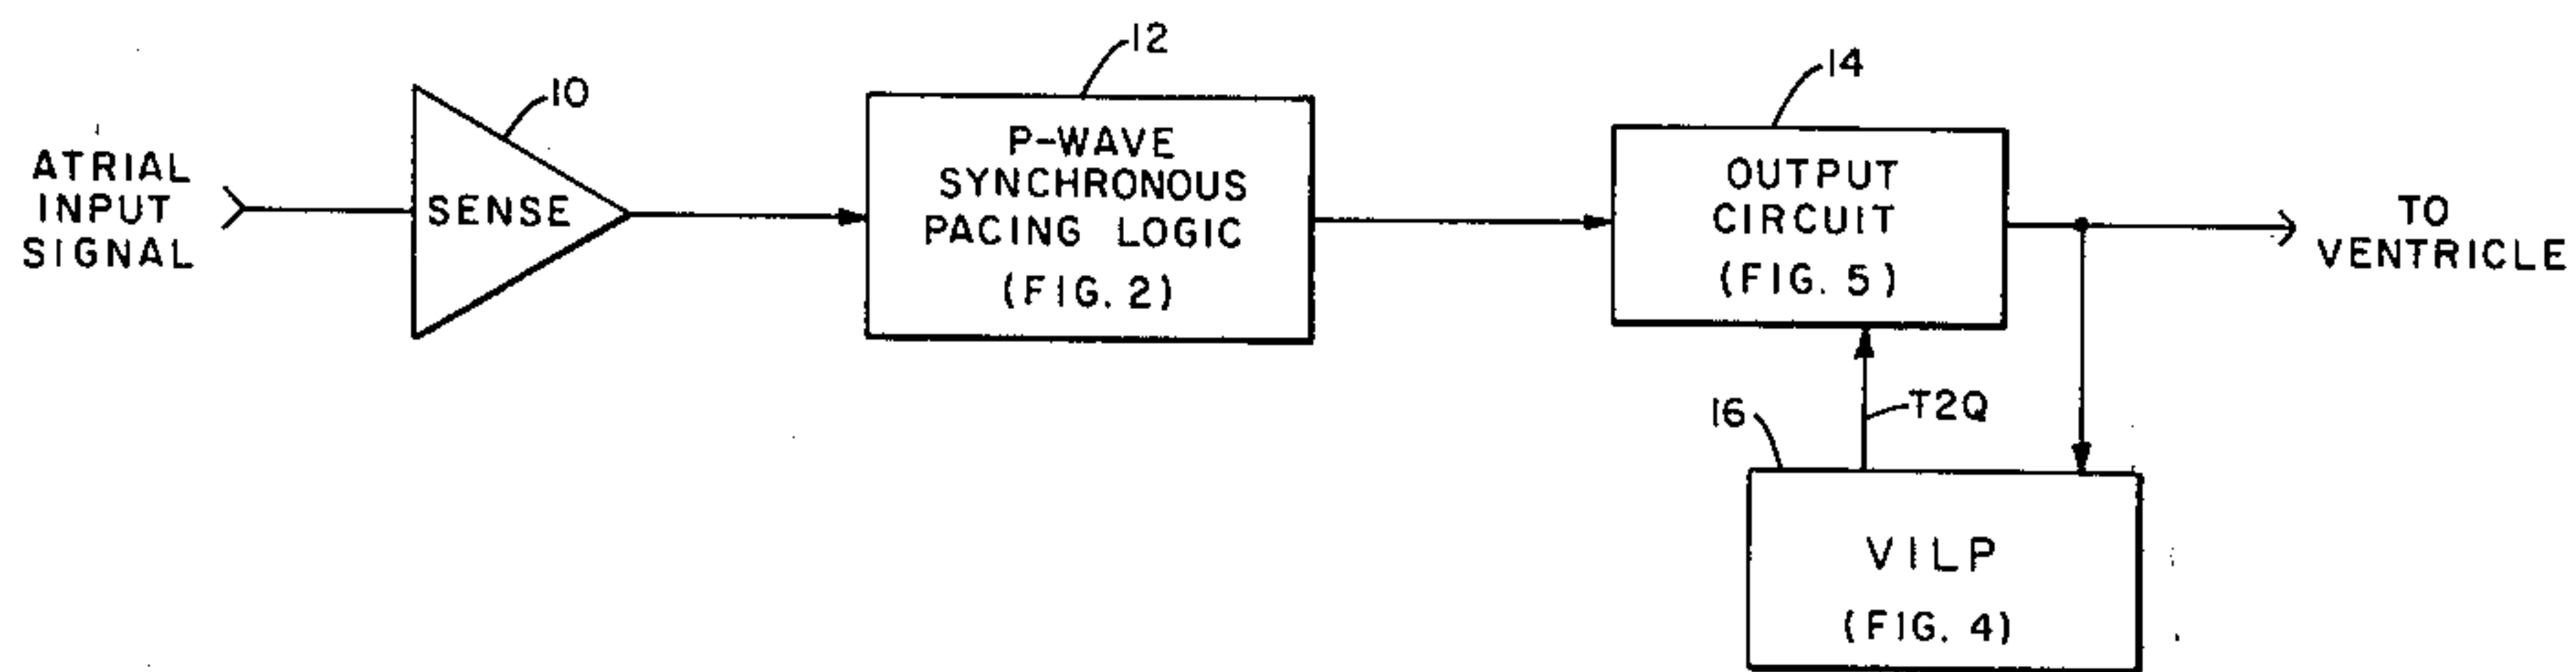 ATRIAL
INPUT
SIGNAL
SENSE
10
12
P-WAVE
SYNCHRONOUS
PACING LOGIC
(FIG. 2)
14
OUTPUT
CIRCUIT
(FIG. 5)
TO
VENTRICLE
T2Q
16
VILP
(FIG. 4)